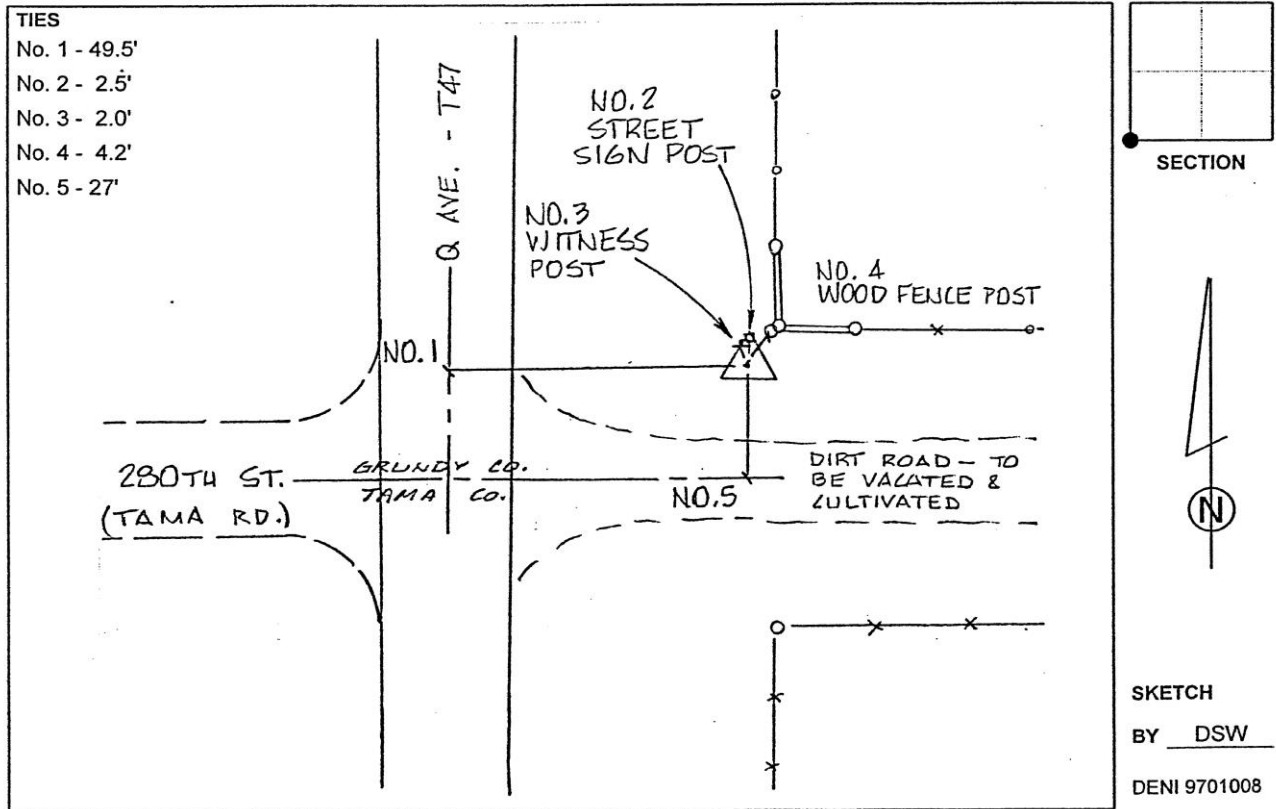 TIES
No. 1 - 49.5'
No. 2 - 2.5'
No. 3 - 2.0'
No. 4 - 4.2'
No. 5 - 27'
Q AVE. - T47
NO. 2
STREET
SIGN POST
NO. 3
WITNESS
POST
NO. 4
WOOD FENCE POST
NO. 1
280TH ST.
(TAMA RD.)
GRUNDY CO.
TAMA CO.
NO. 5
DIRT ROAD - TO
BE VACATED &
CULTIVATED
SECTION
N
SKETCH
BY DSW
DENI 9701008